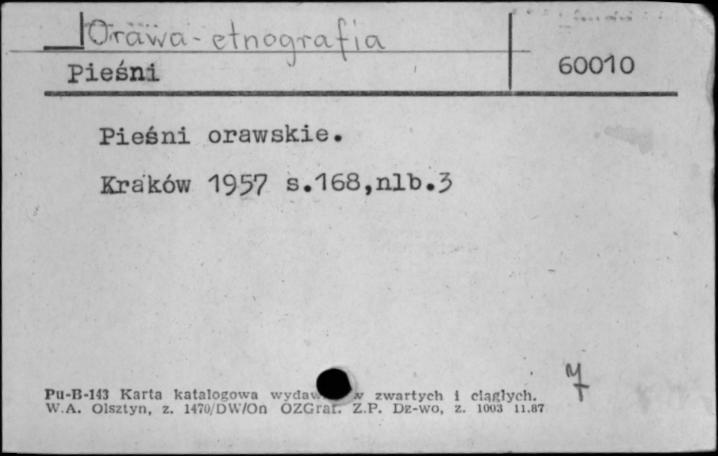 Orawa - etnografia
Pieśni
60010
Pieśni orawskie.
Kraków 1957 s.168,nlb.3
7
Pu-B-143 Karta katalogowa zwartych i ciągłych.
W.A. Olsztyn, z. 1470/DW/On OZGraf. Z.P. Dz-wo, z. 1003 11.87